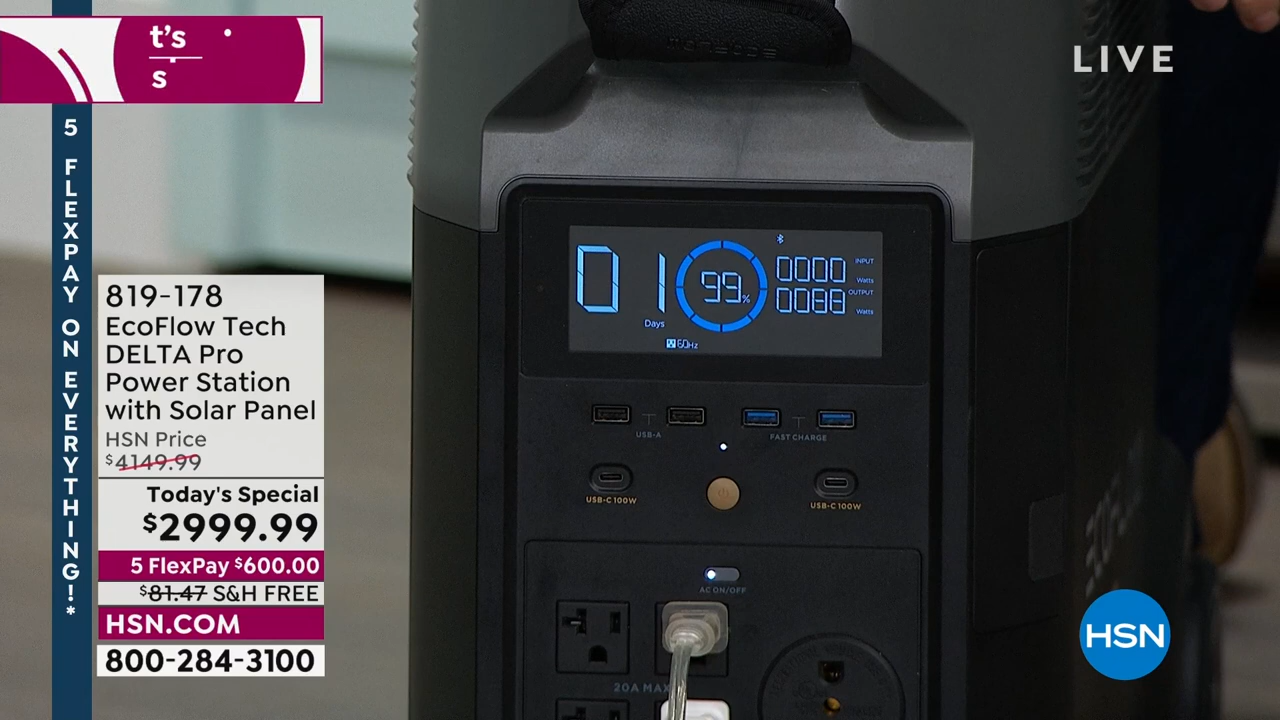 t's
s
LIVE
5 FLEXPAY ON EVERYTHING!*
819-178
EcoFlow Tech
DELTA Pro
Power Station
with Solar Panel
HSN Price
$4149.99
Today's Special
$2999.99
5 FlexPay $600.00
$81.47 S&H FREE
HSN.COM
800-284-3100
01
Days
99%
0000
INPUT
Watts
0088
OUTPUT
Watts
60Hz
USB-A
FAST CHARGE
USB-C 100W
USB-C 100W
AC ON/OFF
20A MAX
HSN